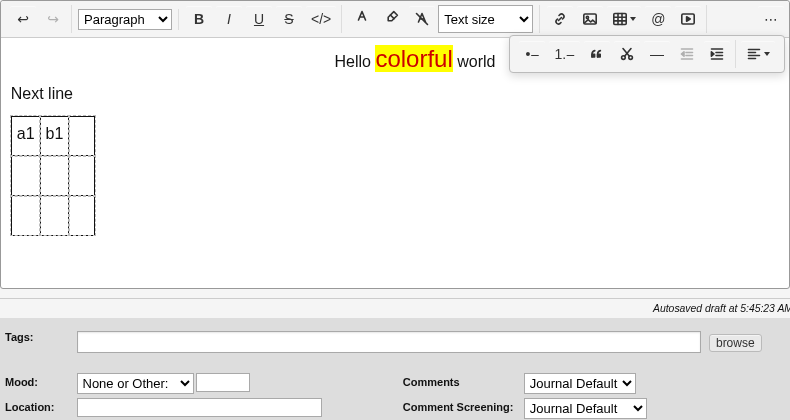 Paragraph B I U S </> A A Text size @ ...
•– 1.– “ —
Hello colorful world
Next line
a1 b1
Autosaved draft at 5:45:23 AM
Tags: browse
Mood: None or Other: Comments Journal Default
Location: Comment Screening: Journal Default